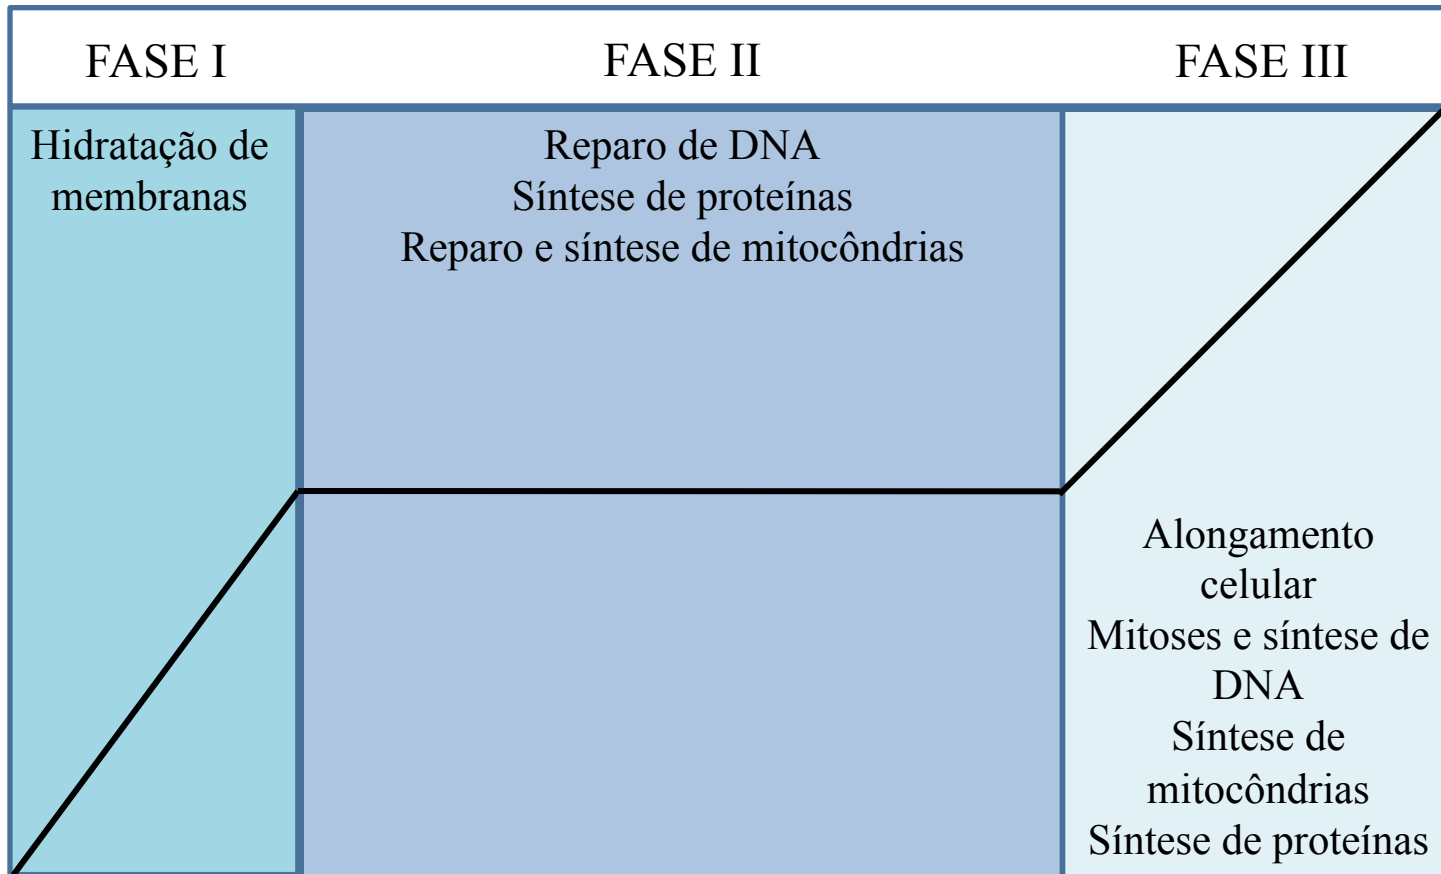 FASE I
FASE II
FASE III
Hidratação de
membranas
Reparo de DNA
Síntese de proteínas
Reparo e síntese de mitocôndrias
Alongamento
celular
Mitoses e síntese de
DNA
Síntese de
mitocôndrias
Síntese de proteínas